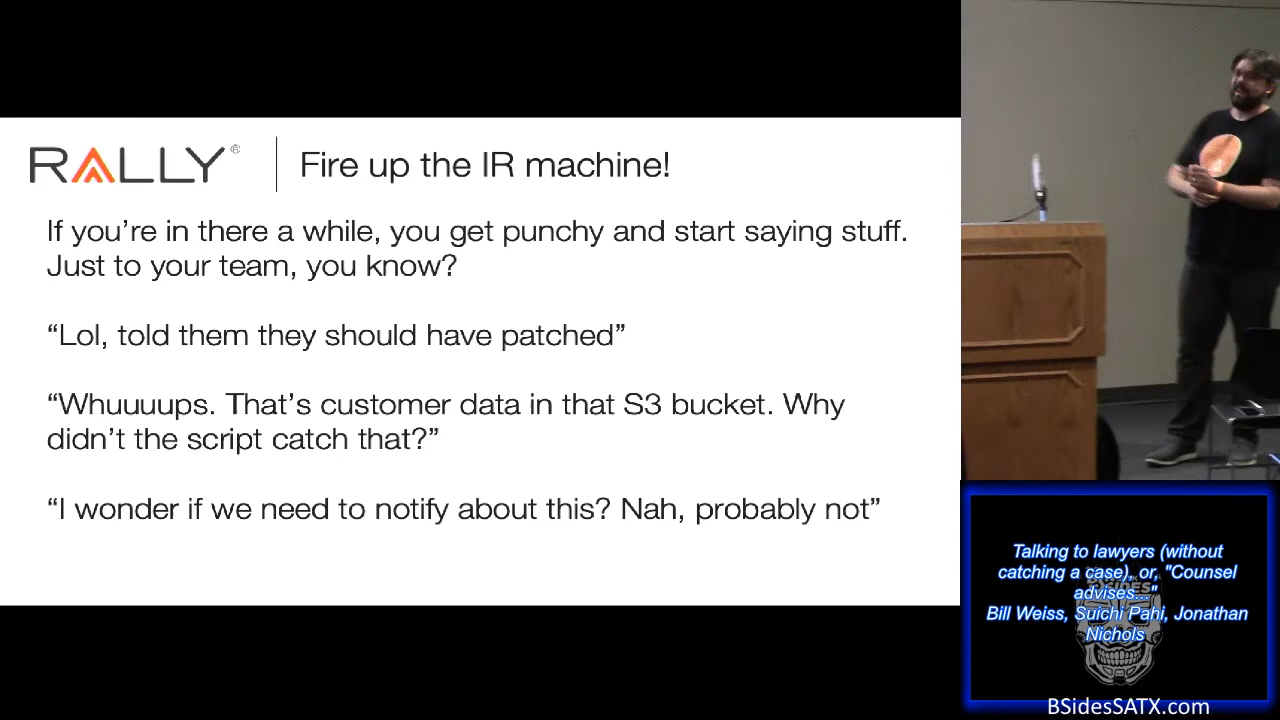 RALLY®
Fire up the IR machine!
If you’re in there a while, you get punchy and start saying stuff.
Just to your team, you know?
“Lol, told them they should have patched”
“Whuuuups. That’s customer data in that S3 bucket. Why
didn’t the script catch that?”
“I wonder if we need to notify about this? Nah, probably not”
Talking to lawyers (without
catching a case), or, "Counsel
advises..."
Bill Weiss, Suichi Pahi, Jonathan
Nichols
BSidesSATX.com